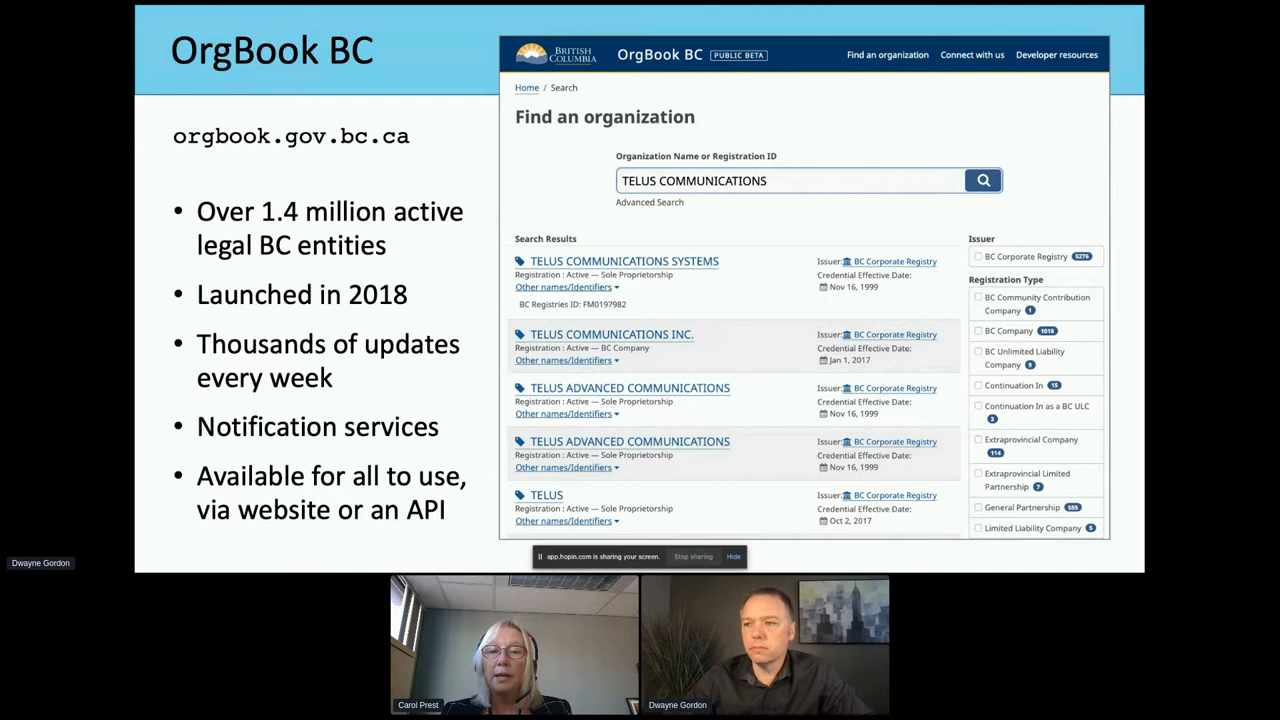 OrgBook BC
orgbook.gov.bc.ca
• Over 1.4 million active
legal BC entities
• Launched in 2018
• Thousands of updates
every week
• Notification services
• Available for all to use,
via website or an API
BRITISH
COLUMBIA
OrgBook BC PUBLIC BETA
Find an organization Connect with us Developer resources
Home / Search
Find an organization
Organization Name or Registration ID
TELUS COMMUNICATIONS
Advanced Search
Search Results
TELUS COMMUNICATIONS SYSTEMS
Registration : Active — Sole Proprietorship
Other names/Identifiers
BC Registries ID: FM0197982
Issuer: BC Corporate Registry
Credential Effective Date:
Nov 16, 1999
TELUS COMMUNICATIONS INC.
Registration : Active — BC Company
Other names/Identifiers
Issuer: BC Corporate Registry
Credential Effective Date:
Jan 1, 2017
TELUS ADVANCED COMMUNICATIONS
Registration : Active — Sole Proprietorship
Other names/Identifiers
Issuer: BC Corporate Registry
Credential Effective Date:
Nov 16, 1999
TELUS ADVANCED COMMUNICATIONS
Registration : Active — Sole Proprietorship
Other names/Identifiers
Issuer: BC Corporate Registry
Credential Effective Date:
Nov 16, 1999
TELUS
Registration : Active — Sole Proprietorship
Other names/Identifiers
Issuer: BC Corporate Registry
Credential Effective Date:
Oct 2, 2017
Issuer
BC Corporate Registry 5276
Registration Type
BC Community Contribution
Company 1
BC Company 1018
BC Unlimited Liability
Company 9
Continuation In 15
Continuation In as a BC ULC
3
Extraprovincial Company
114
Extraprovincial Limited
Partnership 7
General Partnership 555
Limited Liability Company 5
app.hopin.com is sharing your screen. Stop sharing Hide
Dwayne Gordon
Carol Prest
Dwayne Gordon